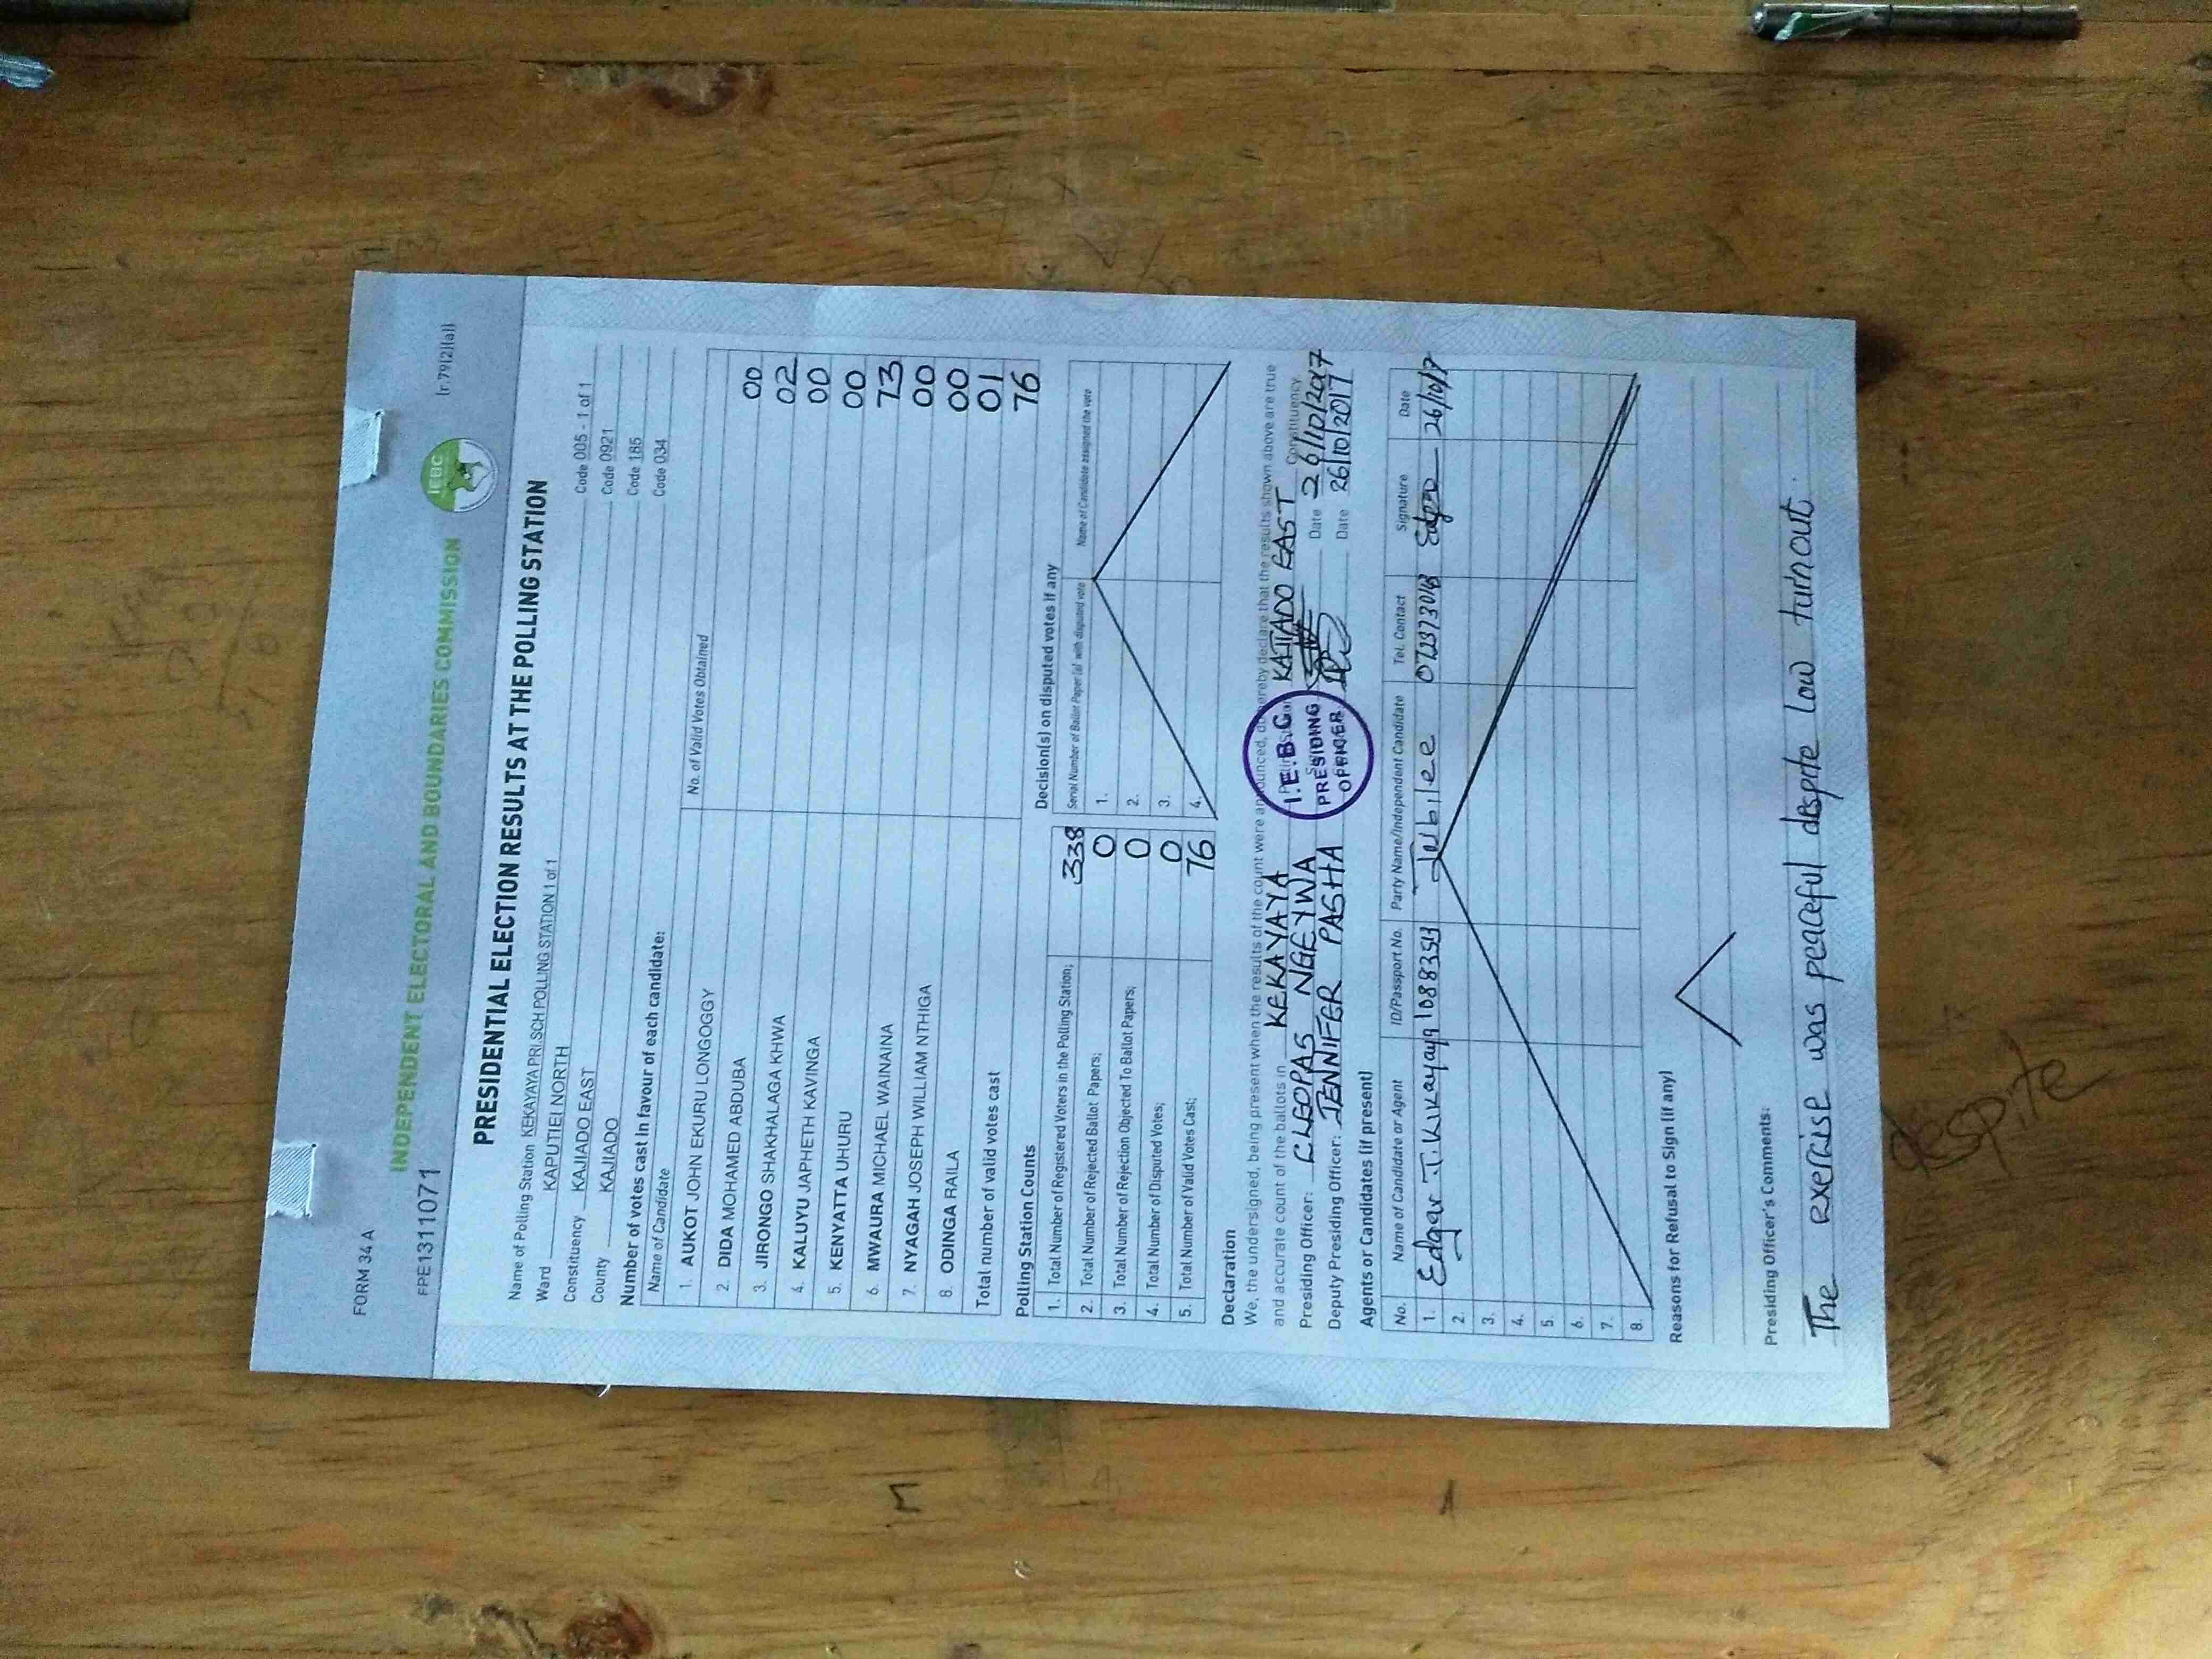 FORM 34 A
(r.79(2)(a))
INDEPENDENT ELECTORAL AND BOUNDARIES COMMISSION
IEBC
FPE1311071
PRESIDENTIAL ELECTION RESULTS AT THE POLLING STATION
Name of Polling Station KEKAYAYA PRI.SCH POLLING STATION 1 of 1 Code 005 - 1 of 1
Ward KAPUTIEI NORTH Code 0921
Constituency KAJIADO EAST Code 185
County KAJIADO Code 034
Number of votes cast in favour of each candidate:
Name of Candidate No. of Valid Votes Obtained
1. AUKOT JOHN EKURU LONGOGGY 00
2. DIDA MOHAMED ABDUBA 02
3. JIRONGO SHAKHALAGA KHWA 00
4. KALUYU JAPHETH KAVINGA 00
5. KENYATTA UHURU 73
6. MWAURA MICHAEL WAINAINA 00
7. NYAGAH JOSEPH WILLIAM NTHIGA 00
8. ODINGA RAILA 01
Total number of valid votes cast 76
Polling Station Counts
Decision(s) on disputed votes if any
Serial Number of Ballot Paper (s) with disputed vote Name of Candidate assigned the vote
1. Total Number of Registered Voters in the Polling Station; 338 1.
2. Total Number of Rejected Ballot Papers; 0 2.
3. Total Number of Rejection Objected To Ballot Papers; 0 3.
4. Total Number of Disputed Votes; 0 4.
5. Total Number of Valid Votes Cast; 76
Declaration
We, the undersigned, being present when the results of the count were announced, do hereby declare that the results shown above are true
and accurate count of the ballots in KEKAYAYA KAJIADO EAST Constituency
Presiding Officer: CLEOPAS NGEYWA Date 26/10/2017
Deputy Presiding Officer: JENNIFER PASHA Date 26/10/2017
I.E.B.C
PRESIDING
OFFICER
Agents or Candidates (if present)
No. Name of Candidate or Agent ID/Passport No. Party Name/Independent Candidate Tel. Contact Signature Date
1. Edgar .T. Kikayaya 10883513 Jubilee 26/10/17
2.
3.
4.
5.
6.
7.
8.
Reasons for Refusal to Sign (if any)
Presiding Officer's Comments:
The exercise was peaceful despite low turnout.
despite